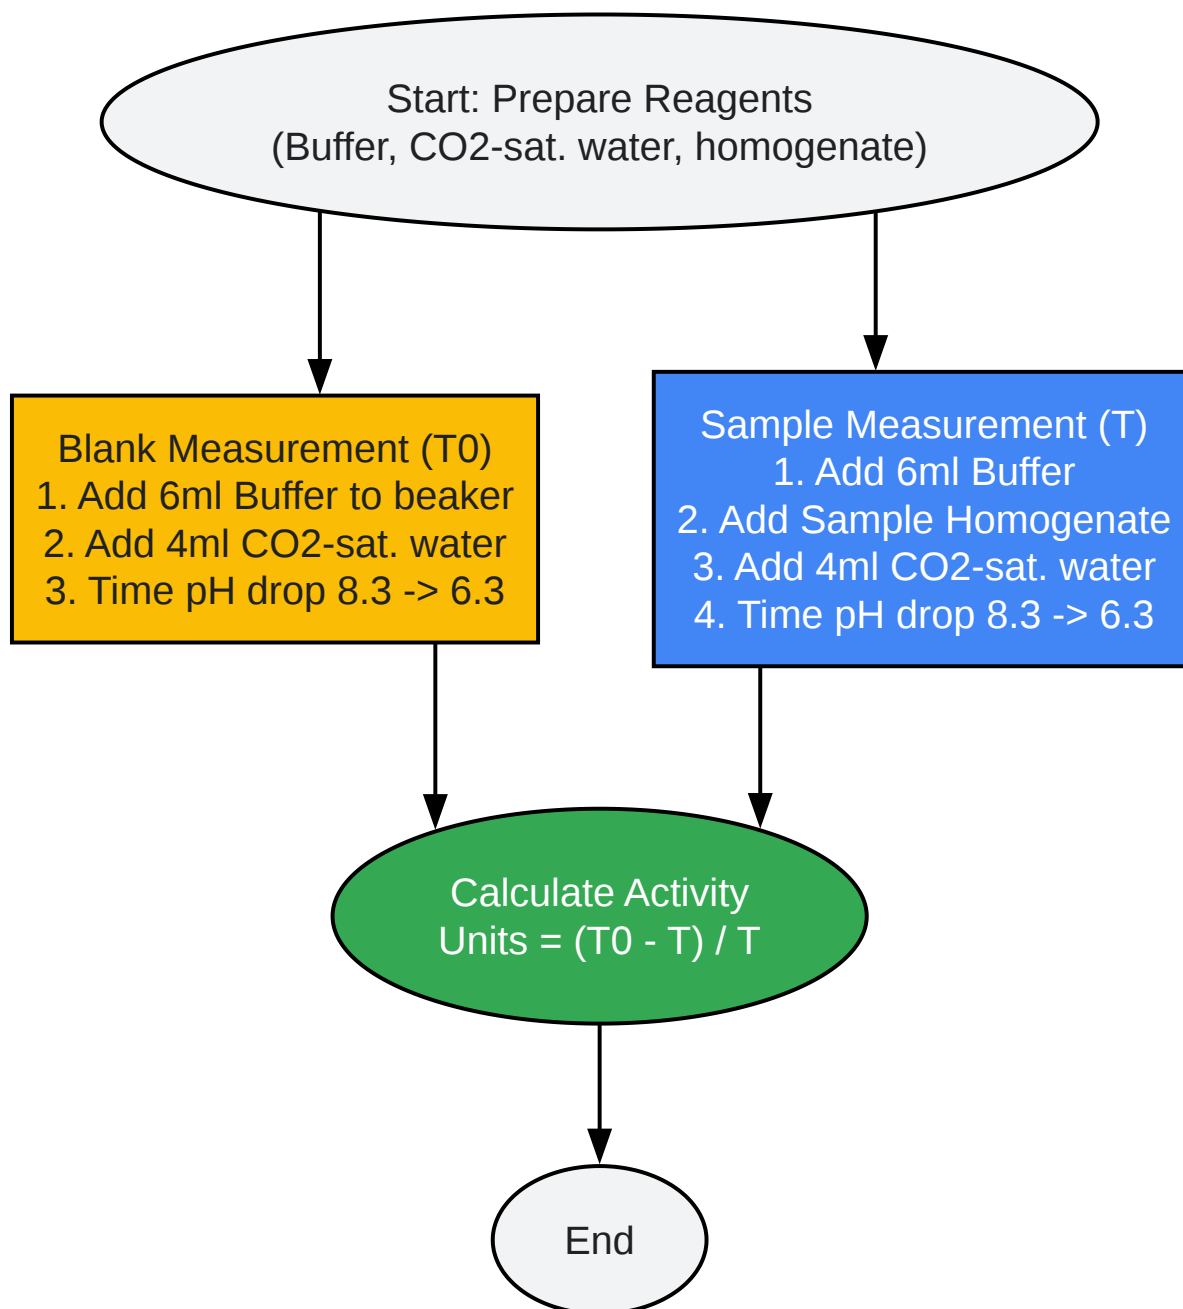 Start: Prepare Reagents
(Buffer, CO2-sat. water, homogenate)
Blank Measurement (T0)
1. Add 6ml Buffer to beaker
2. Add 4ml CO2-sat. water
3. Time pH drop 8.3 -> 6.3
Sample Measurement (T)
1. Add 6ml Buffer
2. Add Sample Homogenate
3. Add 4ml CO2-sat. water
4. Time pH drop 8.3 -> 6.3
Calculate Activity
Units = (T0 - T) / T
End